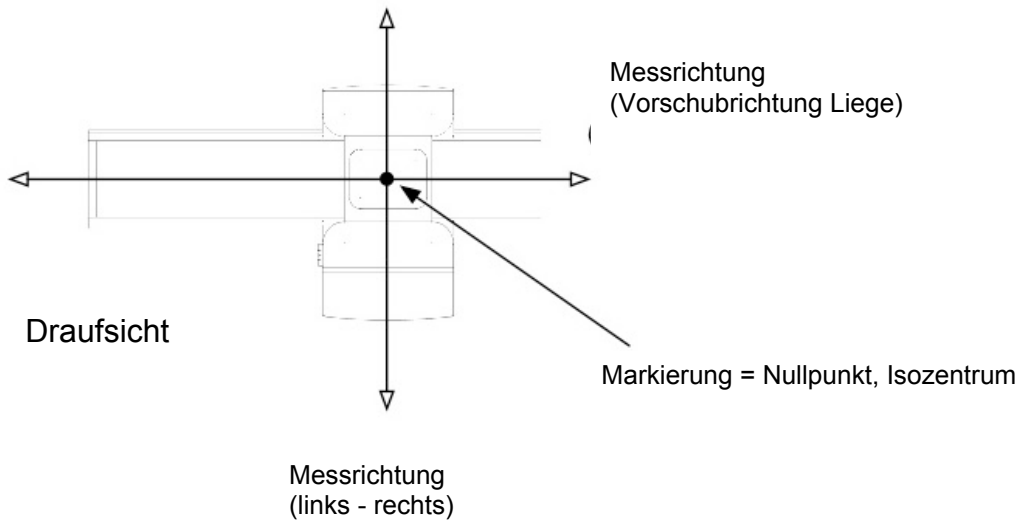 Messrichtung
(Vorschubrichtung Liege)
(
Draufsicht
Markierung = Nullpunkt, Isozentrum
Messrichtung
(links - rechts)